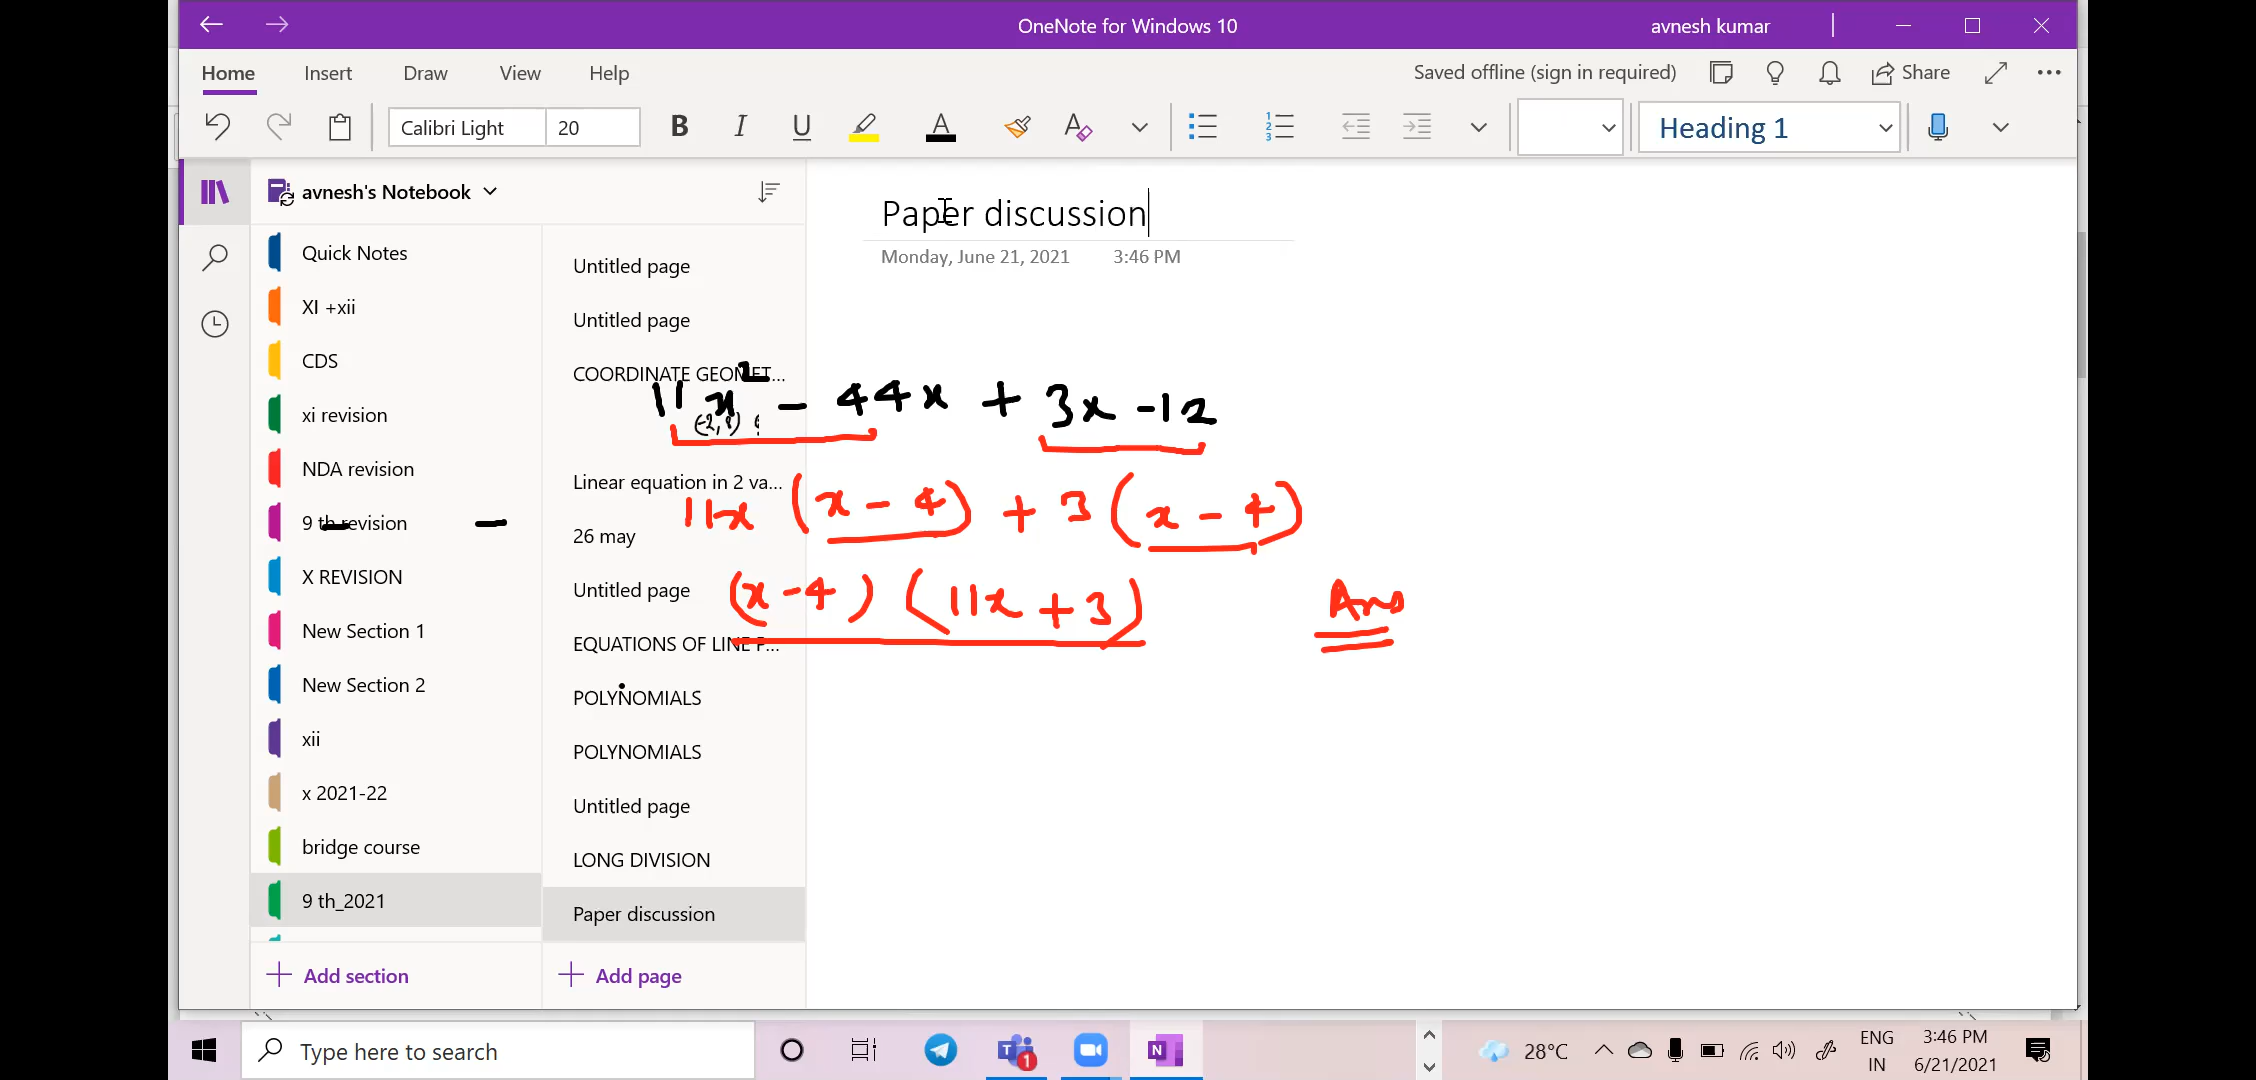 OneNote for Windows 10
avnesh kumar
Home Insert Draw View Help
Saved offline (sign in required)
Share
Calibri Light 20 B I U A A
Heading 1
avnesh's Notebook
Quick Notes
XI +xii
CDS
xi revision
NDA revision
9 th revision
X REVISION
New Section 1
New Section 2
xii
x 2021-22
bridge course
9 th_2021
Add section
Untitled page
Untitled page
COORDINATE GEOMET...
Linear equation in 2 va...
26 may
Untitled page
EQUATIONS OF LINE P...
POLYNOMIALS
POLYNOMIALS
Untitled page
LONG DIVISION
Paper discussion
Add page
Paper discussion
Monday, June 21, 2021 3:46 PM
11x² - 44x + 3x - 12
(-2, 8)
11x (x - 4) + 3 (x - 4)
(x - 4) (11x + 3) Ans
Type here to search
28°C
ENG
IN
3:46 PM
6/21/2021